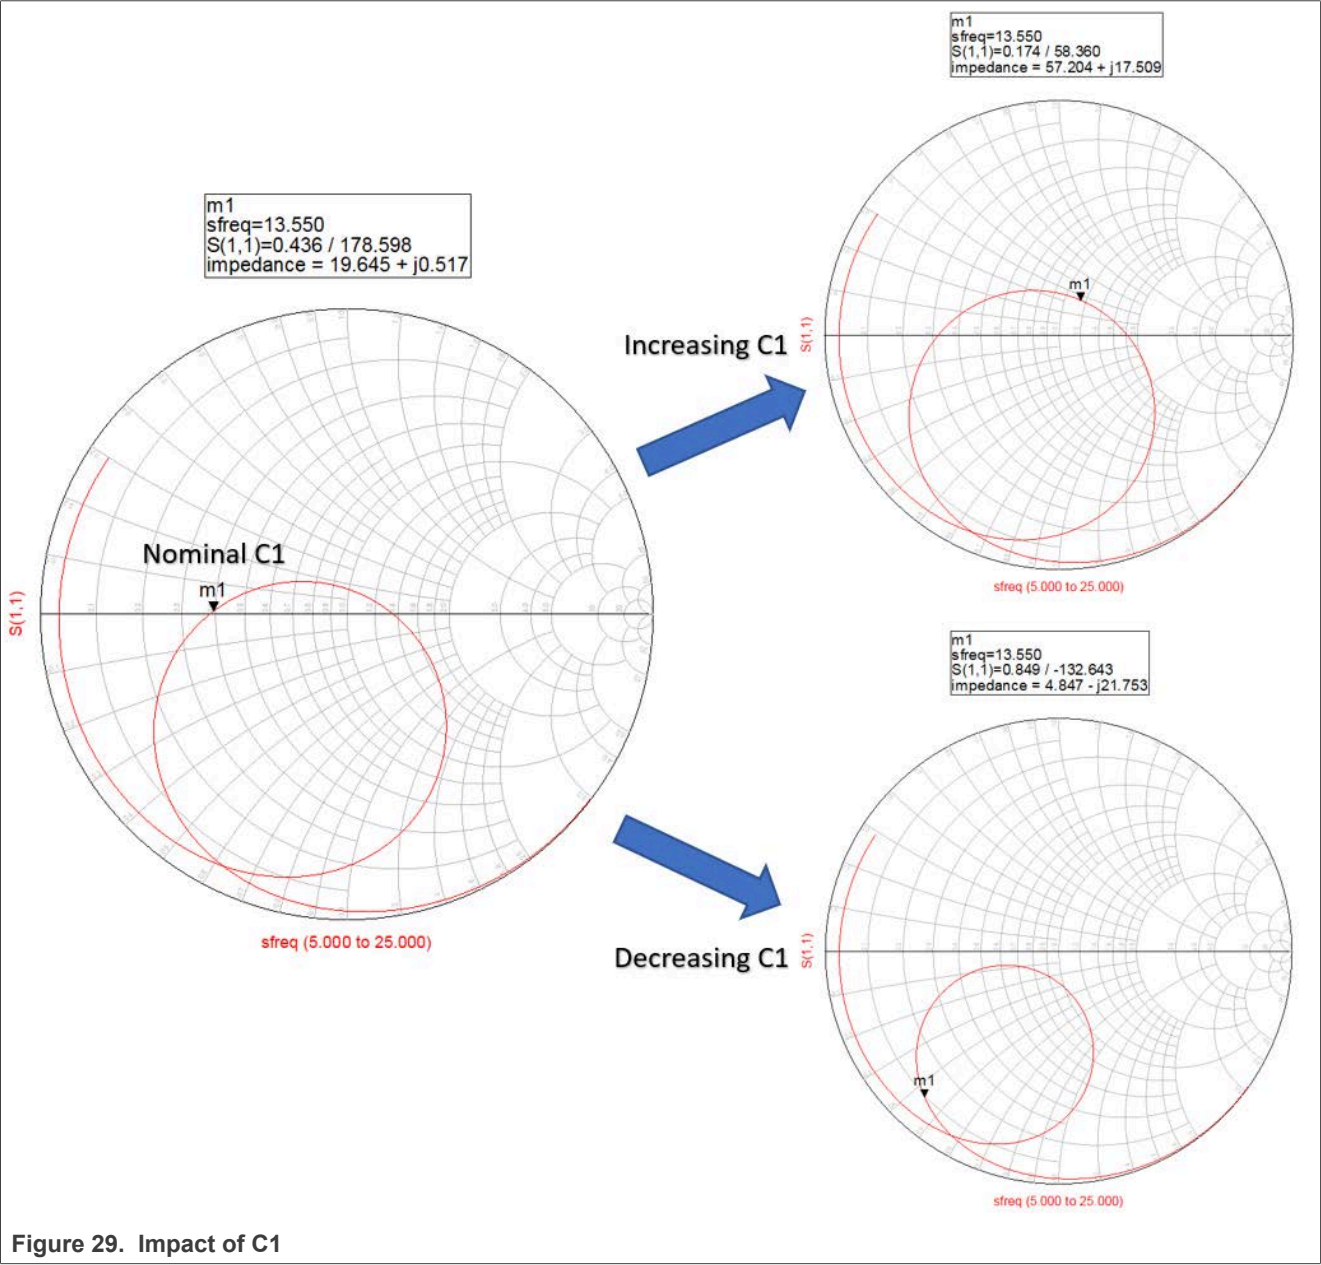 m1
sfreq=13.550
S(1,1)=0.174 / 58.360
impedance = 57.204 + j17.509
m1
sfreq=13.550
S(1,1)=0.436 / 178.598
impedance = 19.645 + j0.517
m1
Increasing C1
S(1,1)
Nominal C1
m1
S(1,1)
sfreq (5.000 to 25.000)
m1
sfreq=13.550
S(1,1)=0.849 / -132.643
impedance = 4.847 - j21.753
sfreq (5.000 to 25.000)
Decreasing C1
S(1,1)
m1
sfreq (5.000 to 25.000)
Figure 29. Impact of C1